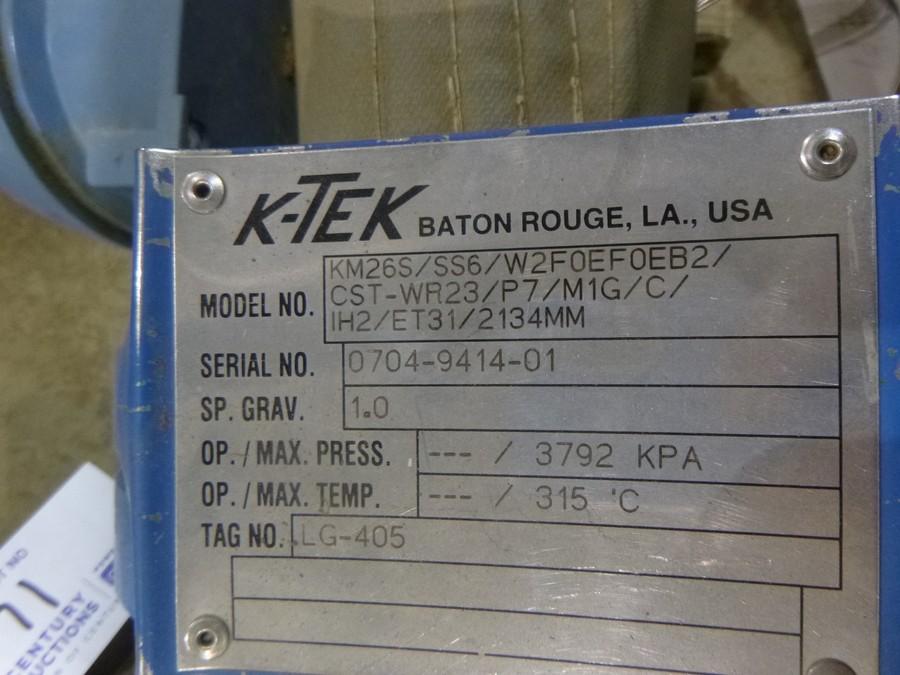 K-TEK BATON ROUGE, LA., USA
MODEL NO. KM26S/SS6/W2F0EF0EB2/
CST-WR23/P7/M1G/C/
IH2/ET31/2134MM
SERIAL NO. 0704-9414-01
SP. GRAV. 1.0
OP. / MAX. PRESS. --- / 3792 KPA
OP. / MAX. TEMP. --- / 315 'C
TAG NO. LG-405
71
CENTURY